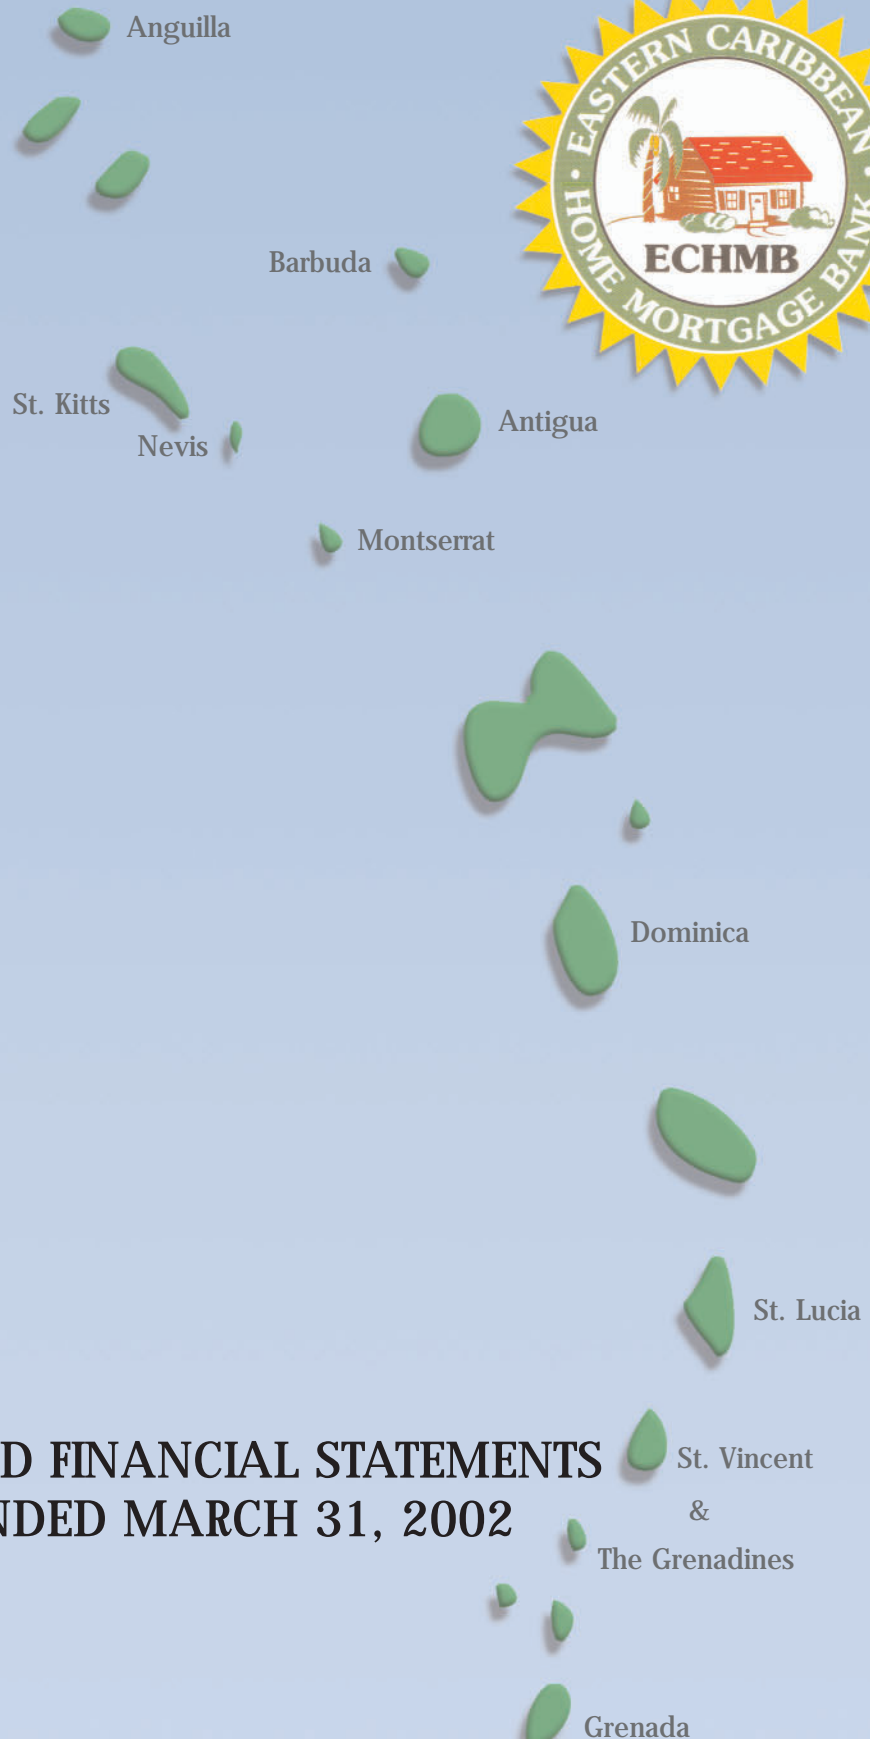 Anguilla
EASTERN CARIBBEAN
HOME MORTGAGE BANK
ECHMB
Barbuda
St. Kitts
Nevis
Antigua
Montserrat
Dominica
St. Lucia
D FINANCIAL STATEMENTS
NDED MARCH 31, 2002
St. Vincent
&
The Grenadines
Grenada